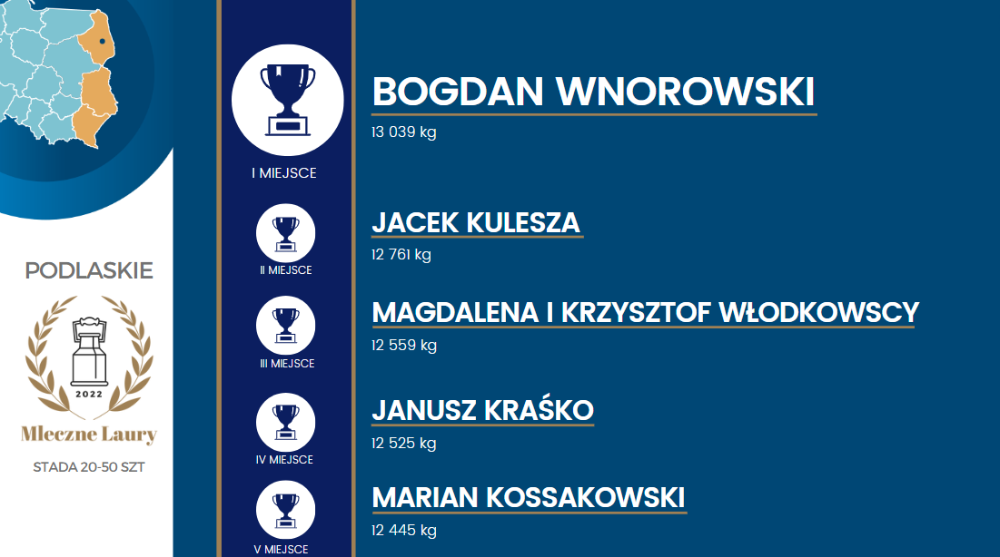 BOGDAN WNOROWSKI
13 039 kg
I MIEJSCE
JACEK KULESZA
12 761 kg
II MIEJSCE
MAGDALENA I KRZYSZTOF WŁODKOWSCY
12 559 kg
III MIEJSCE
JANUSZ KRAŚKO
12 525 kg
IV MIEJSCE
MARIAN KOSSAKOWSKI
12 445 kg
V MIEJSCE
PODLASKIE
2022
Mleczne Laury
STADA 20-50 SZT